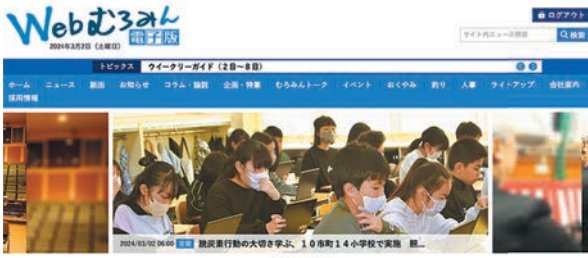 Webむろみん
電子版
2024年3月2日（土曜日）
ログアウト
サイト内ニュース検索
検索
トピックス ウイークリーガイド（2日～8日）
ホーム ニュース 動画 お知らせ コラム・論説 企画・特集 むろみんトーク イベント おくやみ 釣り 人事 ライトアップ 会社案内
採用情報
2024/03/02 06:00 脱炭素行動の大切さ学ぶ、10市町14小学校で実施